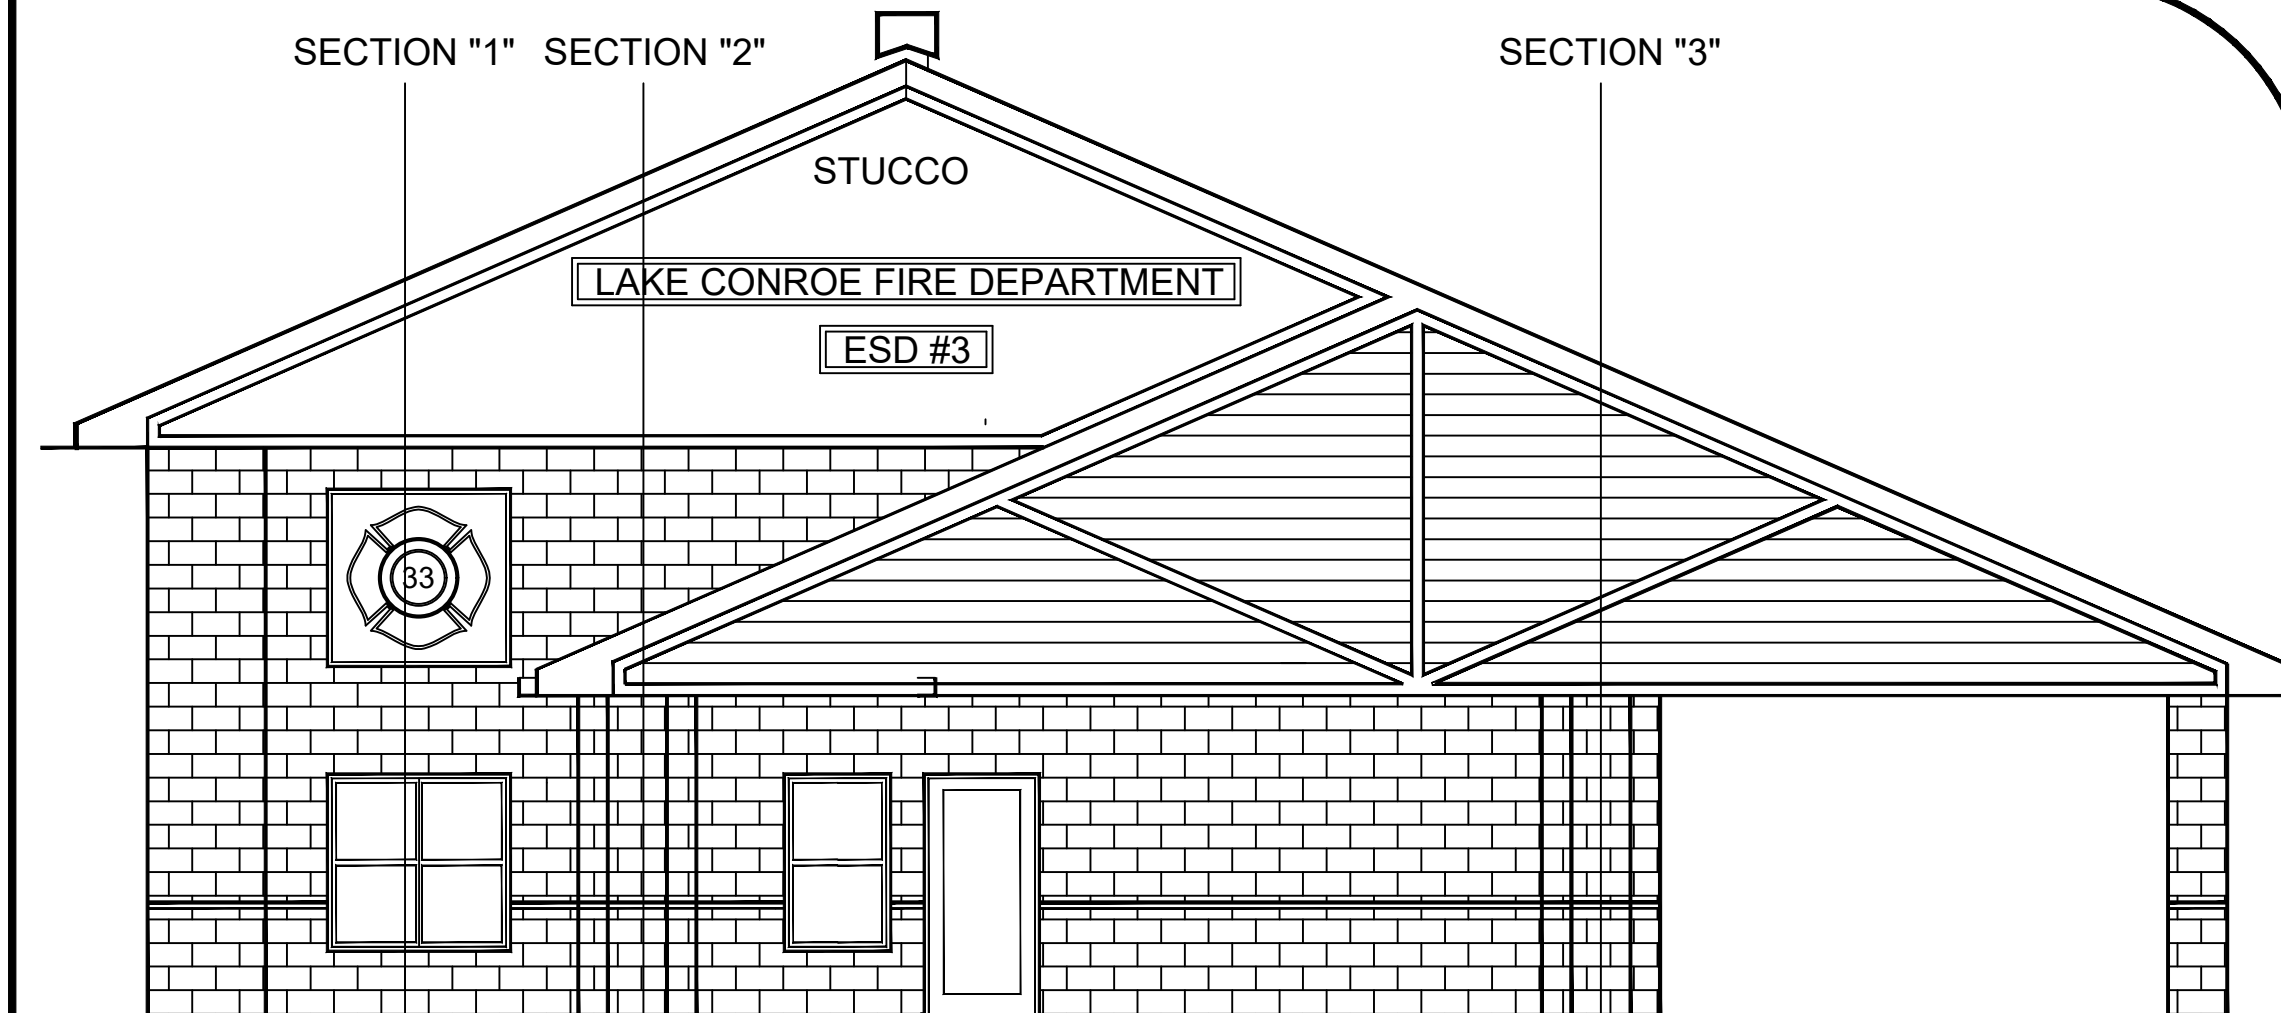 SECTION "1"
SECTION "2"
SECTION "3"
STUCCO
LAKE CONROE FIRE DEPARTMENT
ESD #3
33